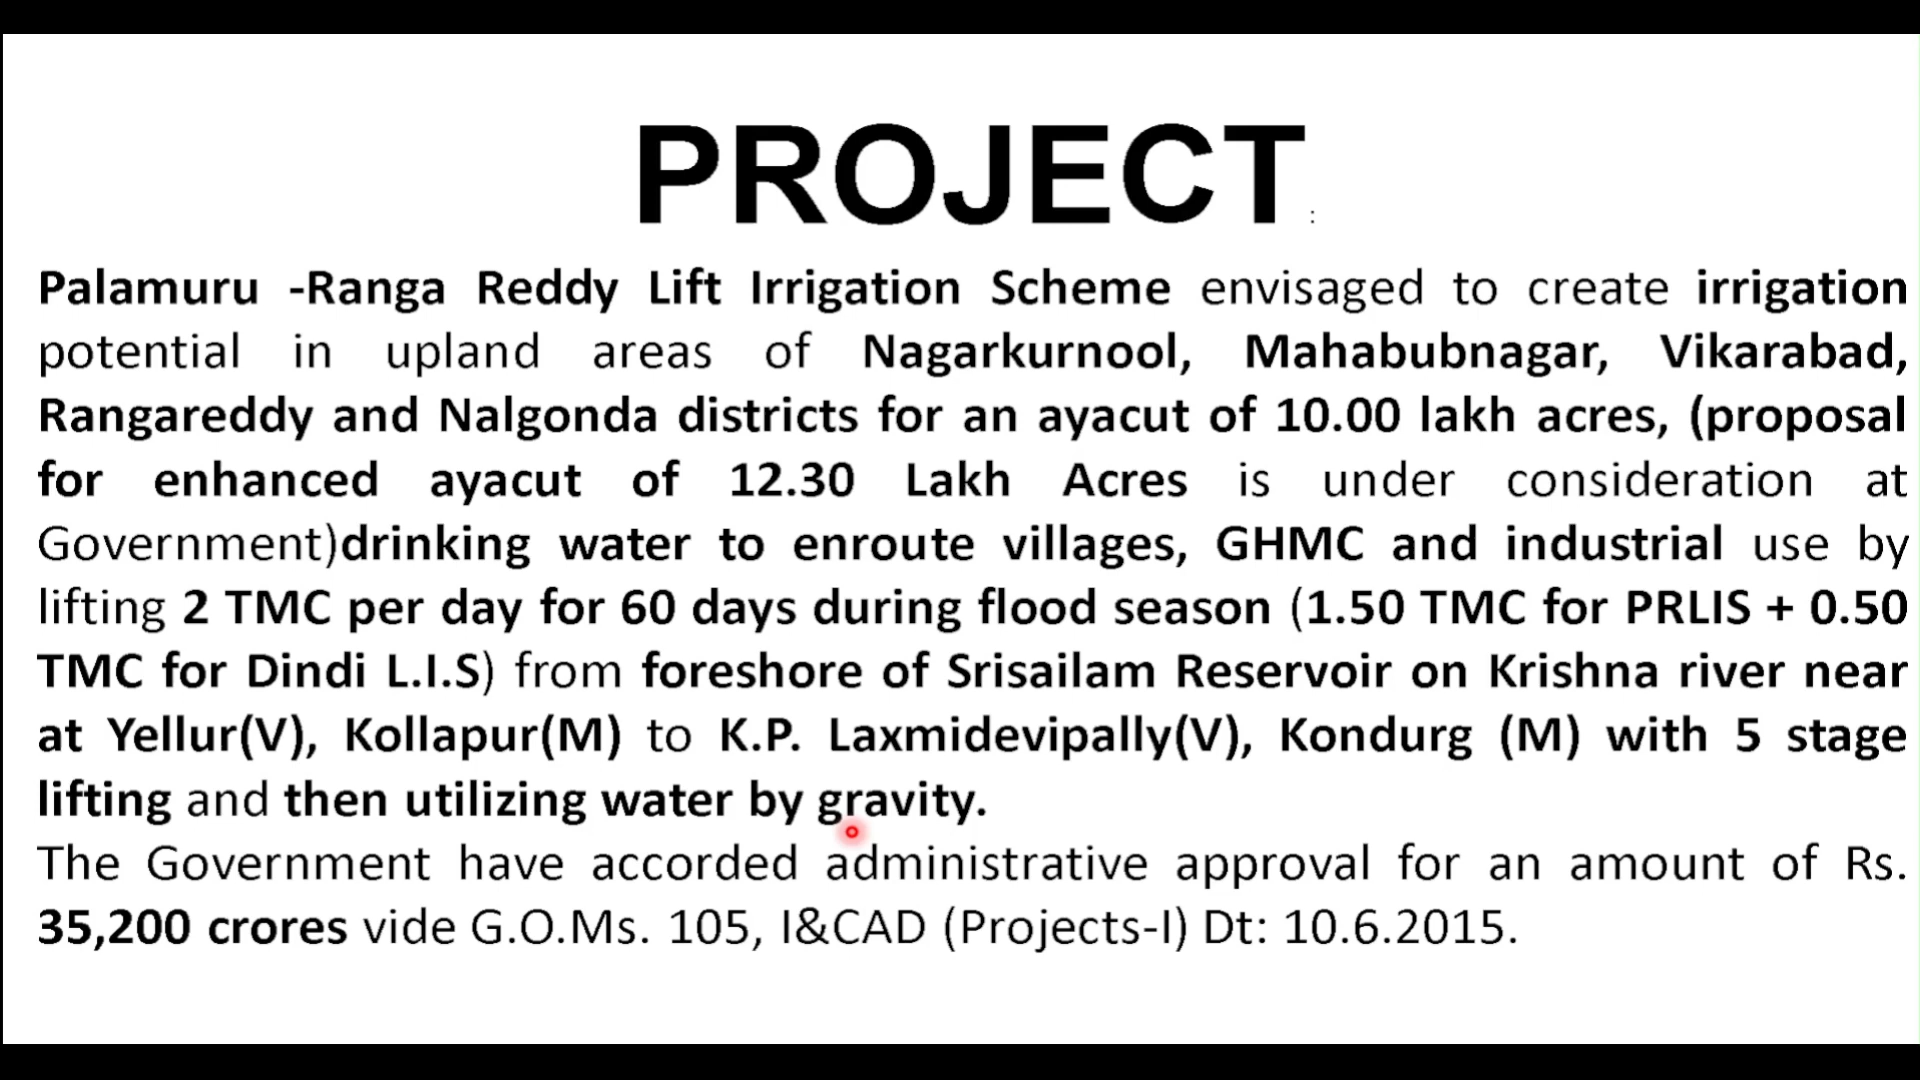 PROJECT:
Palamuru -Ranga Reddy Lift Irrigation Scheme envisaged to create irrigation
potential in upland areas of Nagarkurnool, Mahabubnagar, Vikarabad,
Rangareddy and Nalgonda districts for an ayacut of 10.00 lakh acres, (proposal
for enhanced ayacut of 12.30 Lakh Acres is under consideration at
Government)drinking water to enroute villages, GHMC and industrial use by
lifting 2 TMC per day for 60 days during flood season (1.50 TMC for PRLIS + 0.50
TMC for Dindi L.I.S) from foreshore of Srisailam Reservoir on Krishna river near
at Yellur(V), Kollapur(M) to K.P. Laxmidevipally(V), Kondurg (M) with 5 stage
lifting and then utilizing water by gravity.
The Government have accorded administrative approval for an amount of Rs.
35,200 crores vide G.O.Ms. 105, I&CAD (Projects-I) Dt: 10.6.2015.